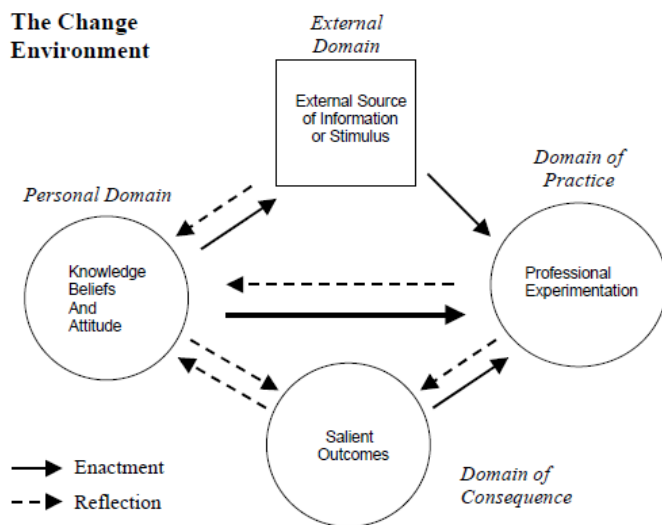 The Change
Environment
External
Domain
External Source
of Information
or Stimulus
Domain of
Practice
Personal Domain
Knowledge
Beliefs
And
Attitude
Professional
Experimentation
Salient
Outcomes
Enactment
Reflection
Domain of
Consequence